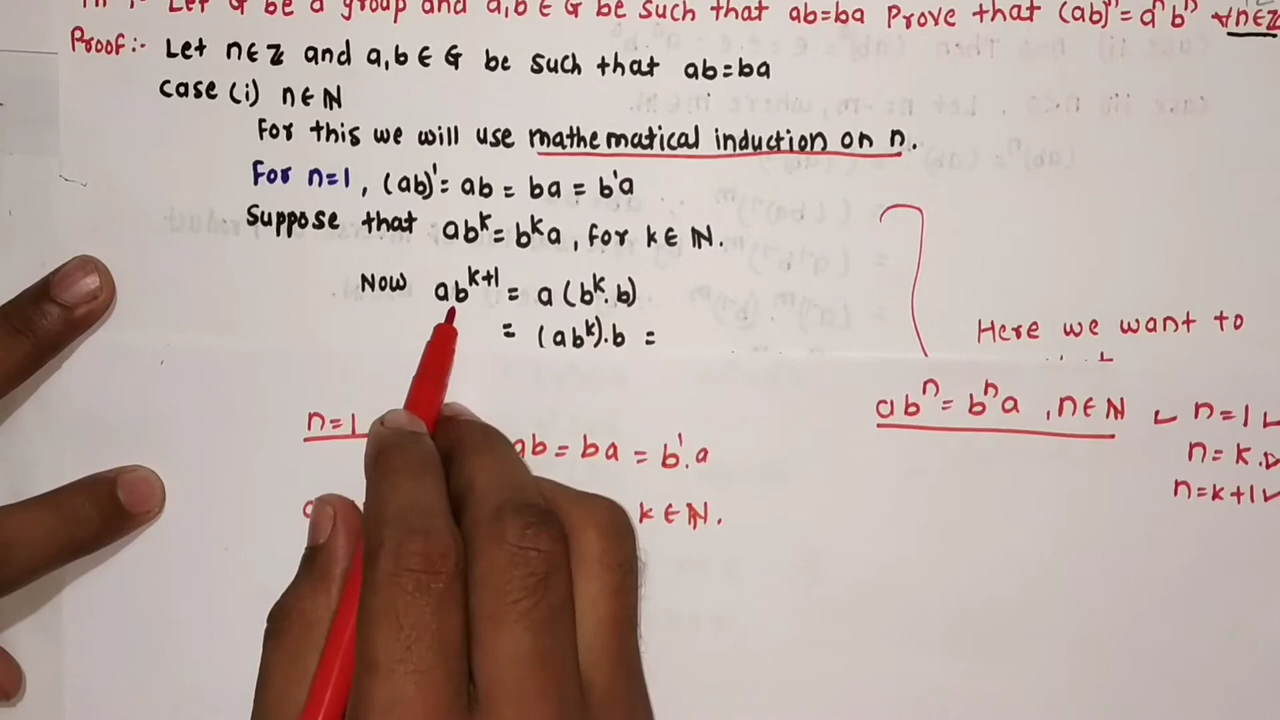 Let G be a group and a,b ∈ G be such that ab=ba Prove that (ab)ⁿ = aⁿbⁿ ∀n∈Z
Proof:- Let n∈Z and a,b ∈ G be such that ab=ba
case (i) n∈N
For this we will use mathematical induction on n.
For n=1, (ab)¹ = ab = ba = b¹a
Suppose that abᵏ = bᵏa, for k∈N.
Now abᵏ⁺¹ = a(bᵏ.b)
= (abᵏ).b =
Here we want to
abⁿ = bⁿa, n∈N ✓ n=1 ✓
n=k
n=k+1 ✓
n=1
ab = ba = b¹.a
k∈N.